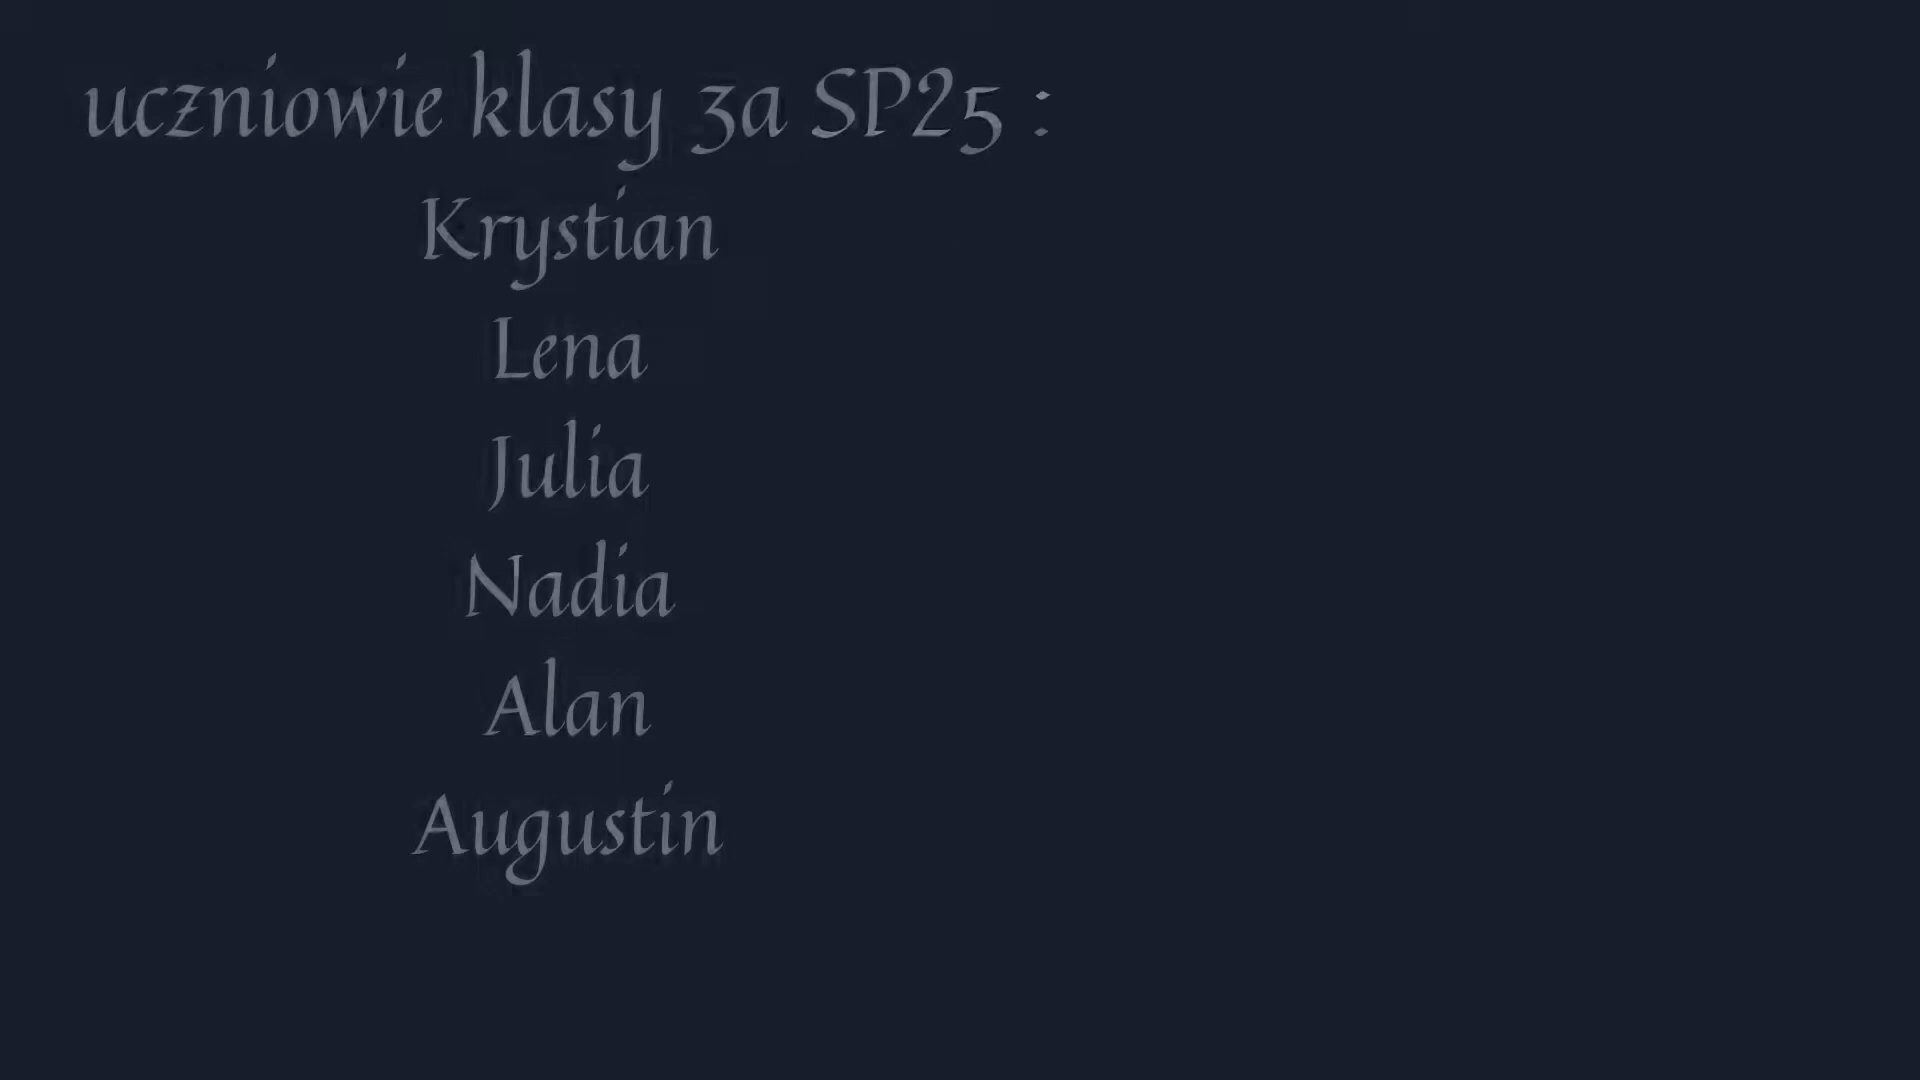 uczniowie klasy 3a SP25 :
Krystian
Lena
Julia
Nadia
Alan
Augustin